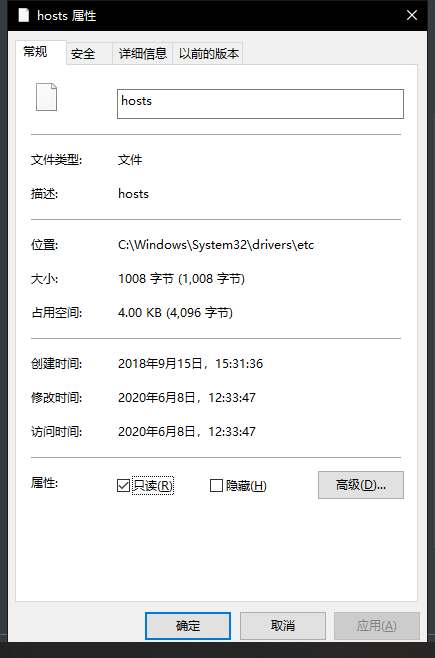 hosts 属性
常规 安全 详细信息 以前的版本
hosts
文件类型: 文件
描述: hosts
位置: C:\Windows\System32\drivers\etc
大小: 1008 字节 (1,008 字节)
占用空间: 4.00 KB (4,096 字节)
创建时间: 2018年9月15日，15:31:36
修改时间: 2020年6月8日，12:33:47
访问时间: 2020年6月8日，12:33:47
属性: 只读(R) 隐藏(H) 高级(D)...
确定 取消 应用(A)